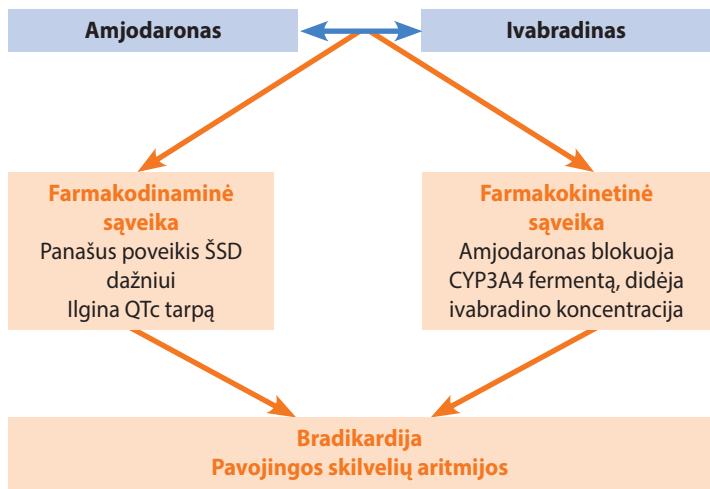 Amjodaronas
Ivabradinas
Farmakodinaminė
sąveika
Panašus poveikis ŠSD
dažniui
Ilgina QTc tarpą
Farmakokinetinė
sąveika
Amjodaronas blokuoja
CYP3A4 fermentą, didėja
ivabradino koncentracija
Bradikardija
Pavojingos skilvelių aritmijos